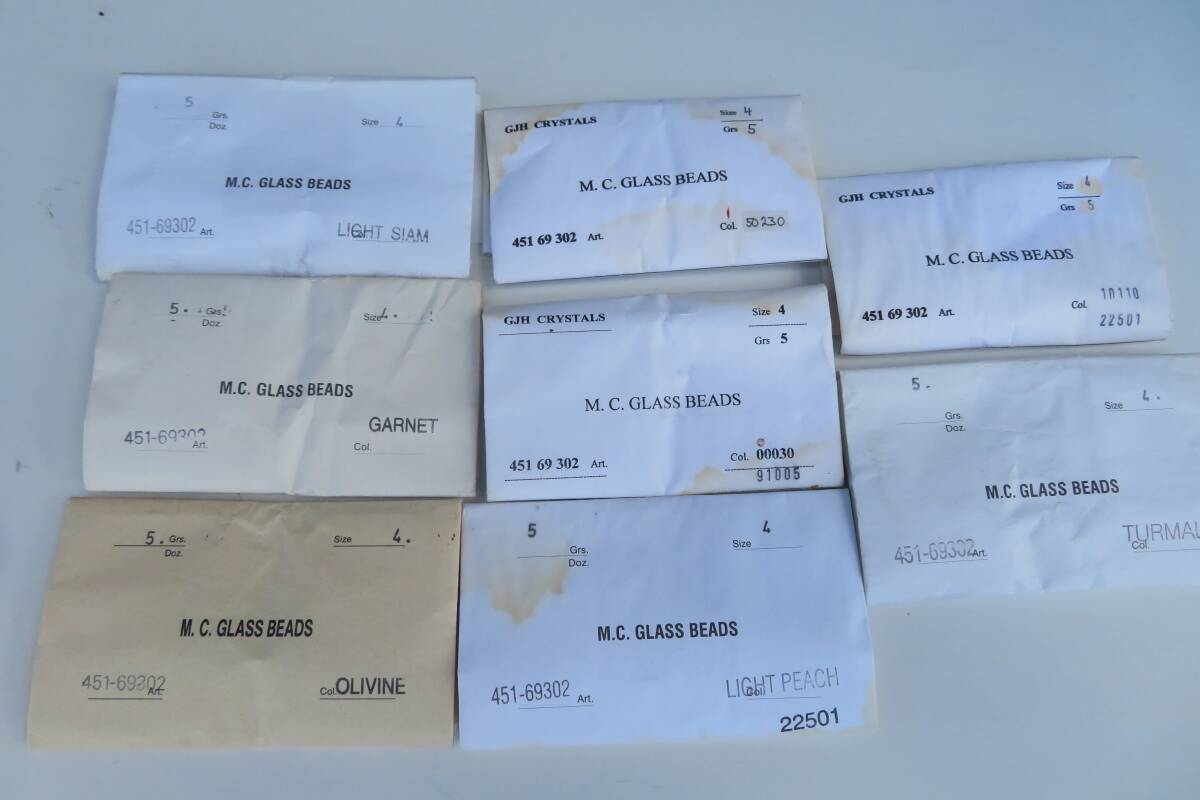 5 Grs.
Doz.
Size 4
M.C. GLASS BEADS
451-69302 Art.
LIGHT SIAM
GJH CRYSTALS
Size 4
Grs 5
M. C. GLASS BEADS
451 69 302 Art.
Col. 50230
GJH CRYSTALS
Size 4
Grs 5
M. C. GLASS BEADS
451 69 302 Art.
Col. 10110
22501
5. Grs.
Doz.
Size 4.
M.C. GLASS BEADS
451-69302 Art.
GARNET
Col.
GJH CRYSTALS
Size 4
Grs 5
M. C. GLASS BEADS
451 69 302 Art.
Col. 00030
91005
5.
Grs.
Doz.
Size 4.
M.C. GLASS BEADS
451-69302 Art.
TURMAL
Col.
5. Grs.
Doz.
Size 4.
M. C. GLASS BEADS
451-69302 Art.
Col. OLIVINE
5
Grs.
Doz.
Size 4
M.C. GLASS BEADS
451-69302 Art.
LIGHT PEACH
Col.
22501